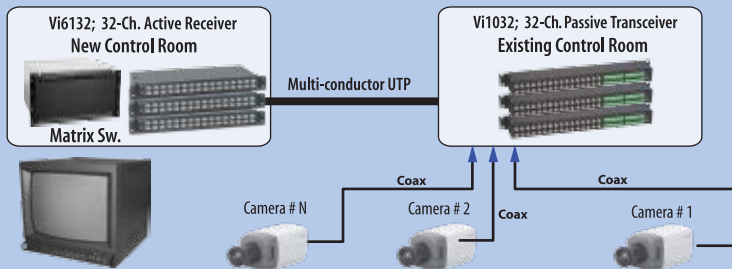 Vi6132; 32-Ch. Active Receiver
New Control Room
Matrix Sw.
Multi-conductor UTP
Vi1032; 32-Ch. Passive Transceiver
Existing Control Room
Coax
Coax
Coax
Camera # N
Camera # 2
Camera # 1